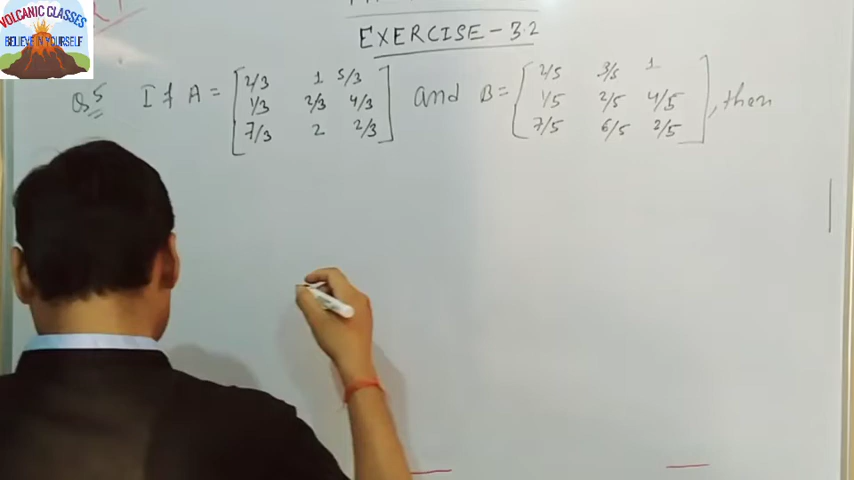 VOLCANIC CLASSES
BELIEVE IN YOURSELF
EXERCISE - 3.2
Q5 If A = [2/3 1 5/3
1/3 2/3 4/3
7/3 2 2/3] and B = [2/5 3/5 1
1/5 2/5 4/5
7/5 6/5 2/5], then